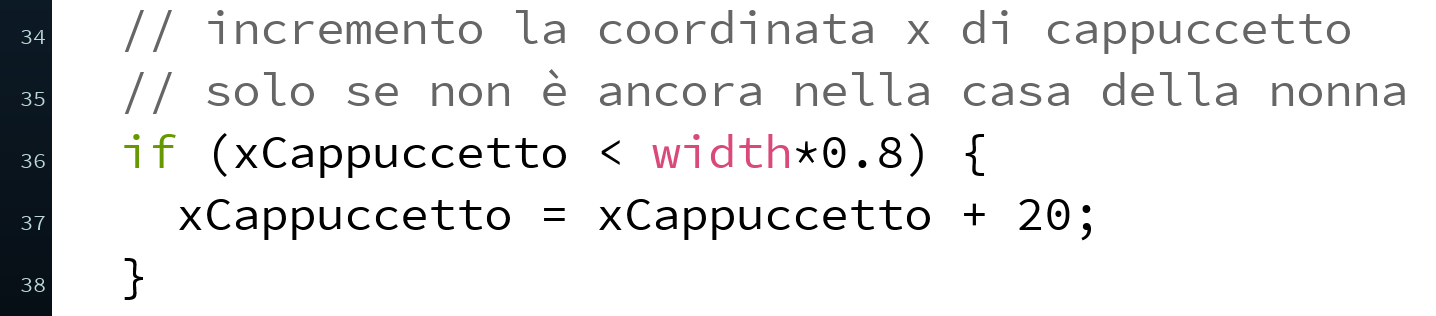 34 // incremento la coordinata x di cappuccetto
35 // solo se non è ancora nella casa della nonna
36 if (xCappuccetto < width*0.8) {
37 xCappuccetto = xCappuccetto + 20;
38 }